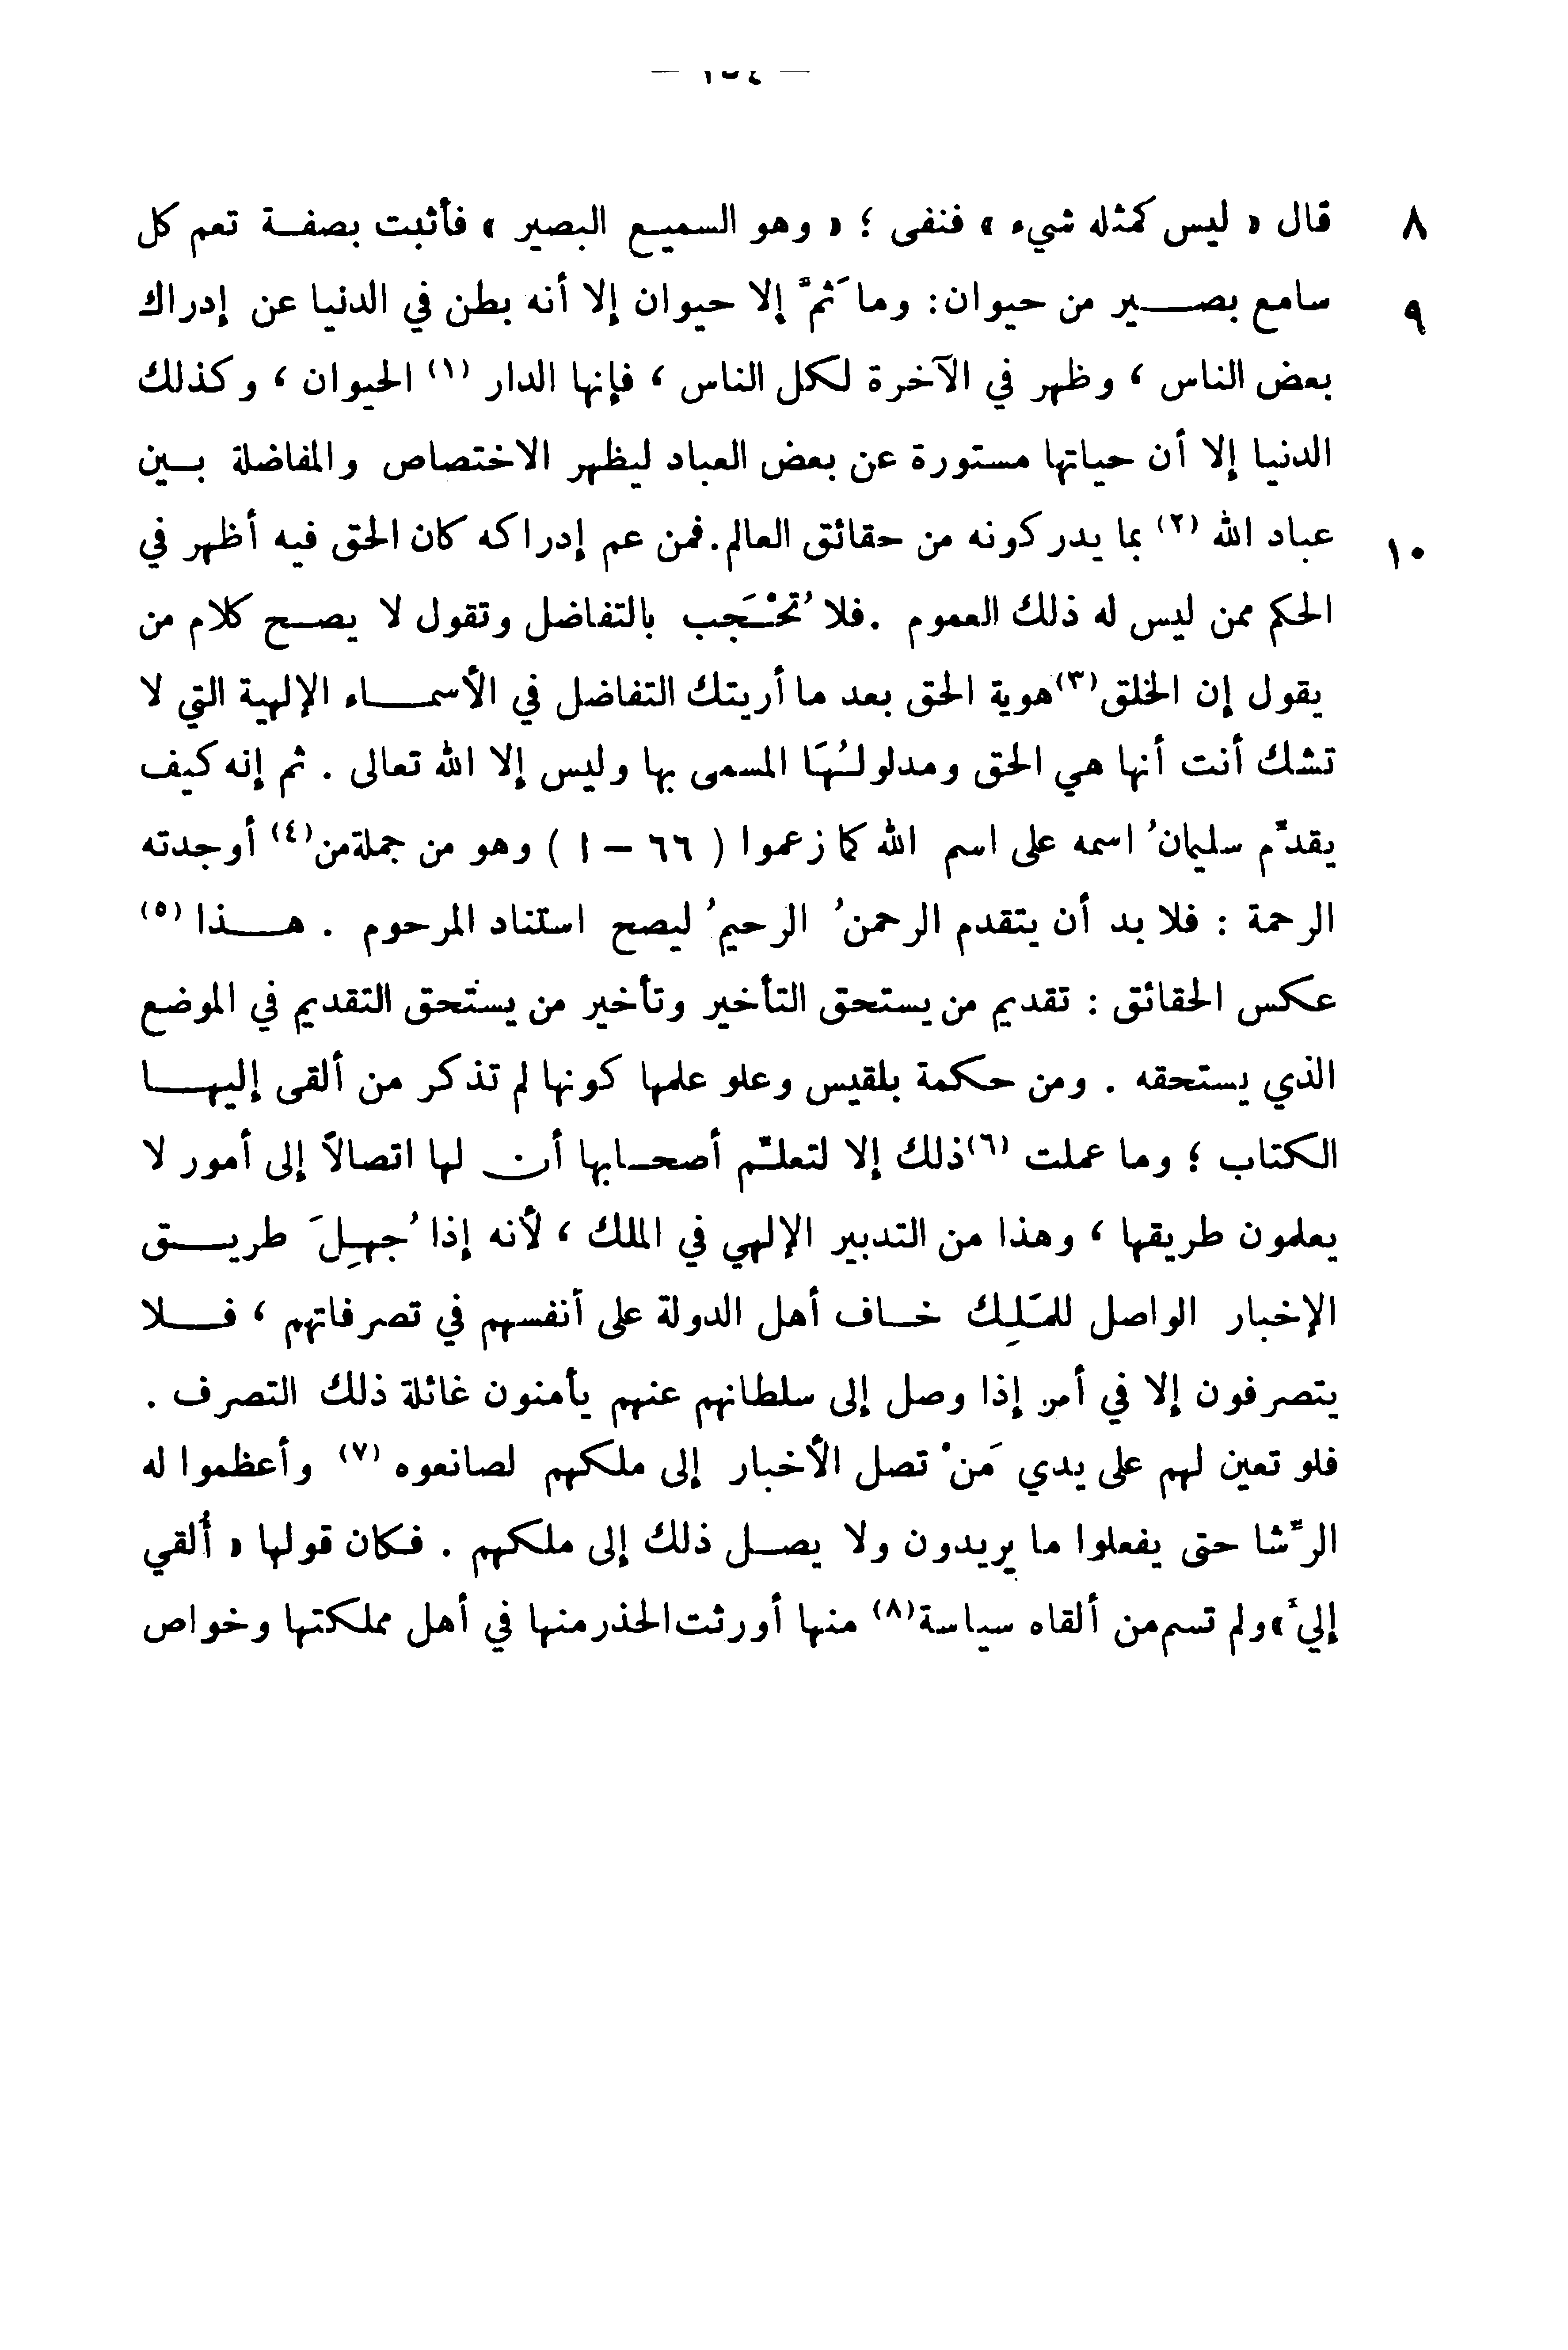 ٨ قال « ليس كمثله شيء » فنفى ؛ « وهو السميع البصير » فأثبت بصفة تعم كل
٩ سامع بصير من حيوان : وما ثَمَّ إلا حيوان إلا أنه بطن في الدنيا عن إدراك
بعض الناس ، وظهر في الآخرة لكل الناس ، فإنها الدار (١) الحيوان ، وكذلك
الدنيا إلا أن حياتها مستورة عن بعض العباد ليظهر الاختصاص والمفاضلة بين
١٠ عباد الله (٢) بما يدركونه من حقائق العالم . فمن عم إدراكه كان الحق فيه أظهر في
الحكم ممن ليس له ذلك العموم . فلا تُحْجَب بالتفاضل وتقول لا يصح كلام من
يقول إن الخلق (٣) هوية الحق بعد ما أريتك التفاضل في الأسماء الإلهية التي لا
تشك أنت أنها هي الحق ومدلولُهَا المسمى بها وليس إلا الله تعالى . ثم إنه كيف
يقدِّم سليمانُ اسمه على اسم الله كما زعموا ( ٦٦ – ١ ) وهو من جملة من (٤) أوجدته
الرحمة : فلا بد أن يتقدم الرحمنُ الرحيمُ ليصح استناد المرحوم . هذا (٥)
عكس الحقائق : تقديم من يستحق التأخير وتأخير من يستحق التقديم في الموضع
الذي يستحقه . ومن حكمة بلقيس وعلو علمها كونها لم تذكر من ألقى إليها
الكتاب ؛ وما عملت (٦) ذلك إلا لتعلِّم أصحابها أن لها اتصالاً إلى أمور لا
يعلمون طريقها ، وهذا من التدبير الإلهي في الملك ، لأنه إذا جُهِلَ طريق
الإخبار الواصل للمَلِك خاف أهل الدولة على أنفسهم في تصرفاتهم ، فلا
يتصرفون إلا في أمر إذا وصل إلى سلطانهم عنهم يأمنون غائلة ذلك التصرف .
فلو تعين لهم على يدي مَنْ تصل الأخبار إلى ملكهم لصانعوه (٧) وأعظموا له
الرِّشا حتى يفعلوا ما يريدون ولا يصل ذلك إلى ملكهم . فكان قولها « أُلقي
إليَّ » ولم تسم من ألقاه سياسة (٨) منها أورثت الحذر منها في أهل مملكتها وخواص